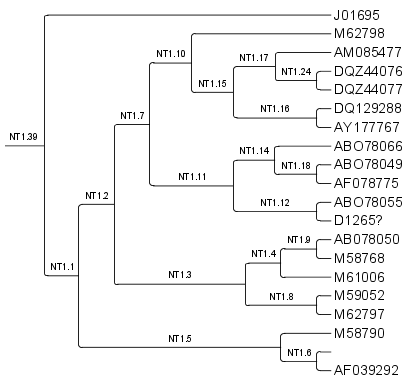 J01695
M62798
NT1.10
NT1.17
AM085477
NT1.24
DQZ44076
NT1.15
DQZ44077
NT1.7
NT1.16
DQ129288
AY177767
NT1.39
ABO78066
NT1.14
NT1.18
ABO78049
NT1.11
AF078775
NT1.2
NT1.12
ABO78055
D1265?
NT1.9
AB078050
NT1.4
M58768
NT1.1
NT1.3
M61006
NT1.8
M59052
M62797
NT1.5
M58790
NT1.6
AF039292